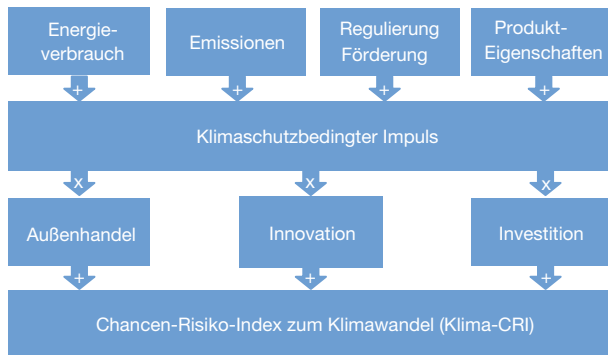 Energie-
verbrauch
Emissionen
Regulierung
Förderung
Produkt-
Eigenschaften
+ + + +
Klimaschutzbedingter Impuls
x x x
Außenhandel
Innovation
Investition
+ + +
Chancen-Risiko-Index zum Klimawandel (Klima-CRI)